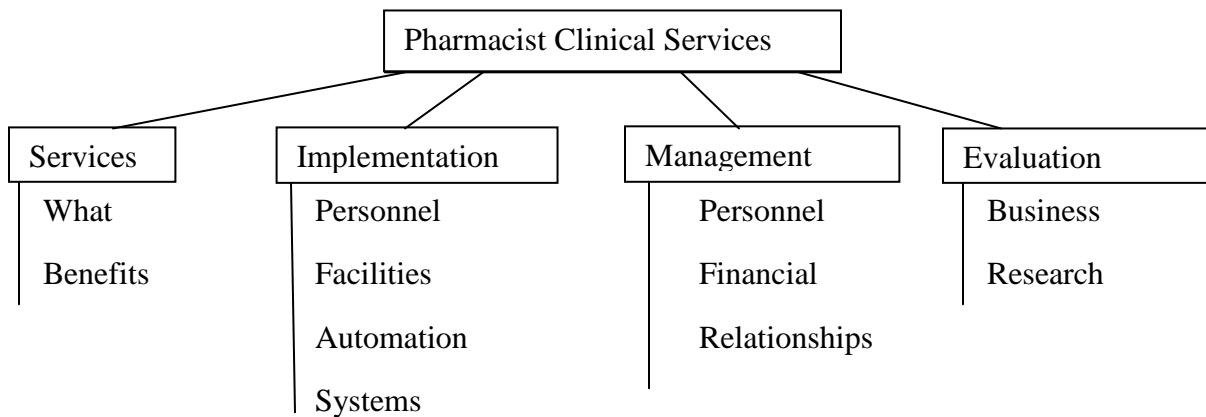 Pharmacist Clinical Services
Services
What
Benefits
Implementation
Personnel
Facilities
Automation
Systems
Management
Personnel
Financial
Relationships
Evaluation
Business
Research